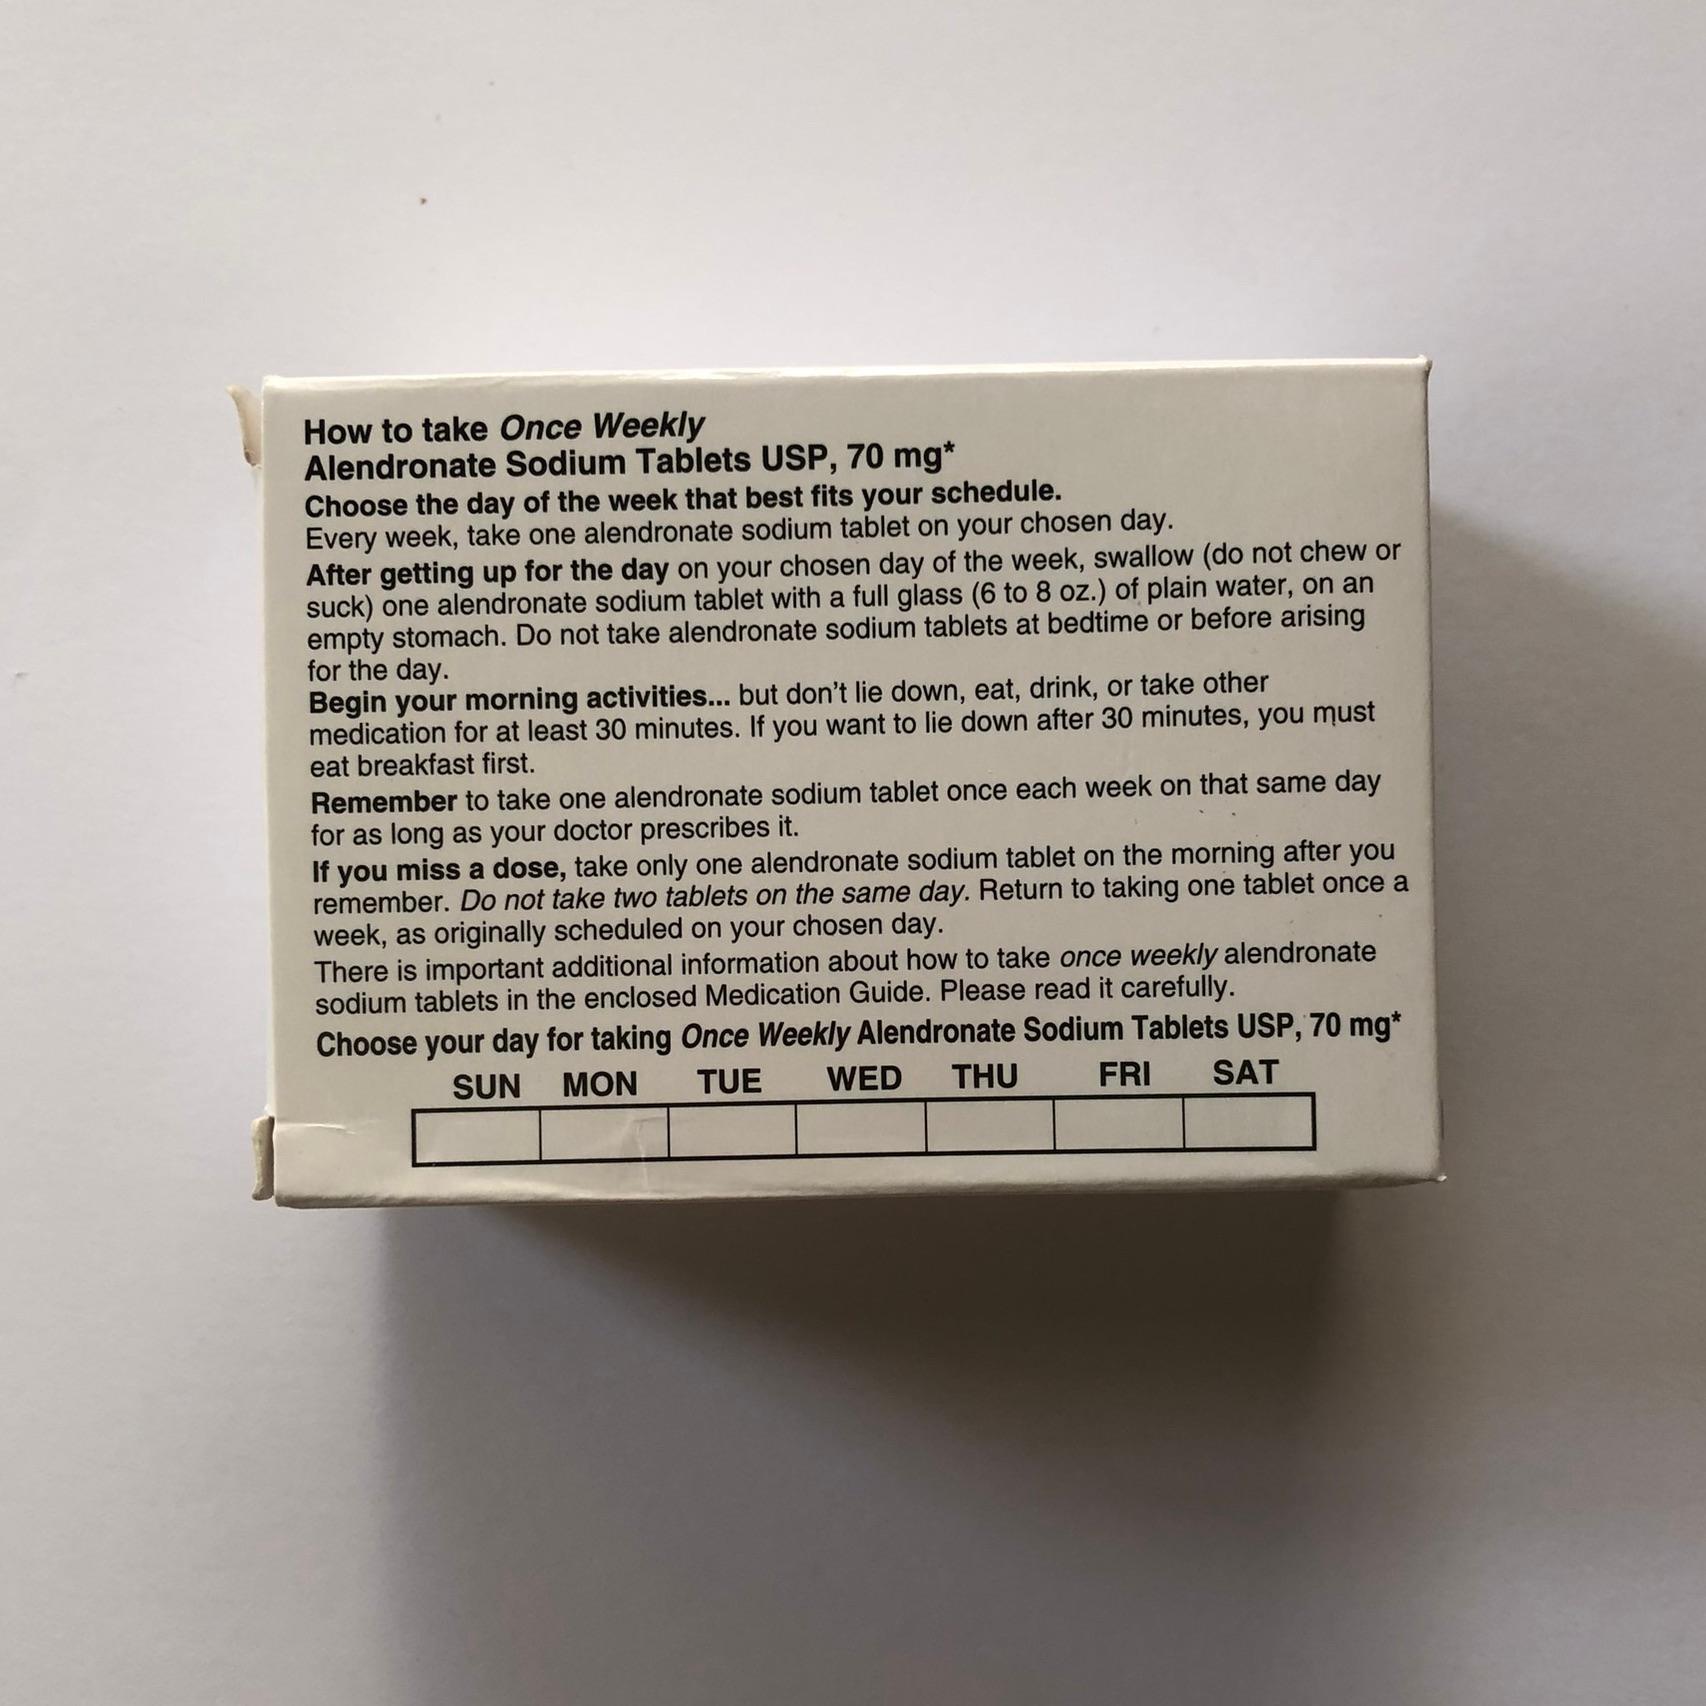 How to take Once Weekly
Alendronate Sodium Tablets USP, 70 mg*
Choose the day of the week that best fits your schedule.
Every week, take one alendronate sodium tablet on your chosen day.
After getting up for the day on your chosen day of the week, swallow (do not chew or
suck) one alendronate sodium tablet with a full glass (6 to 8 oz.) of plain water, on an
empty stomach. Do not take alendronate sodium tablets at bedtime or before arising
for the day.
Begin your morning activities... but don't lie down, eat, drink, or take other
medication for at least 30 minutes. If you want to lie down after 30 minutes, you must
eat breakfast first.
Remember to take one alendronate sodium tablet once each week on that same day
for as long as your doctor prescribes it.
If you miss a dose, take only one alendronate sodium tablet on the morning after you
remember. Do not take two tablets on the same day. Return to taking one tablet once a
week, as originally scheduled on your chosen day.
There is important additional information about how to take once weekly alendronate
sodium tablets in the enclosed Medication Guide. Please read it carefully.
Choose your day for taking Once Weekly Alendronate Sodium Tablets USP, 70 mg*
SUN MON TUE WED THU FRI SAT